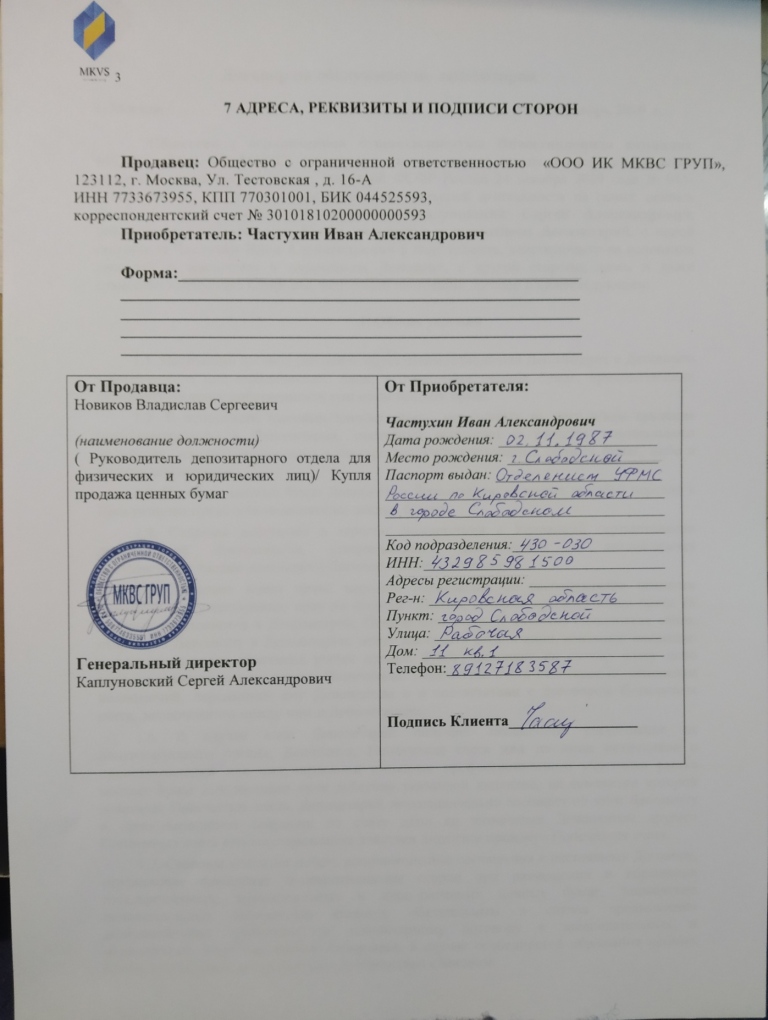 MKVS 3
7 АДРЕСА, РЕКВИЗИТЫ И ПОДПИСИ СТОРОН
Продавец: Общество с ограниченной ответственностью «ООО ИК МКВС ГРУП»,
123112, г. Москва, Ул. Тестовская , д. 16-А
ИНН 7733673955, КПП 770301001, БИК 044525593,
корреспондентский счет № 30101810200000000593
Приобретатель: Частухин Иван Александрович
Форма:
От Продавца:
Новиков Владислав Сергеевич
(наименование должности)
( Руководитель депозитарного отдела для
физических и юридических лиц)/ Купля
продажа ценных бумаг
МКВС ГРУП
Генеральный директор
Каплуновский Сергей Александрович
От Приобретателя:
Частухин Иван Александрович
Дата рождения: 02.11.1987
Место рождения: г. Слободской
Паспорт выдан: Отделением УФМС
России по Кировской области
в городе Слободском
Код подразделения: 430-030
ИНН: 432985981500
Адресы регистрации:
Рег-н: Кировская область
Пункт: город Слободской
Улица: Рабочая
Дом: 11 кв.1
Телефон: 89127183587
Подпись Клиента